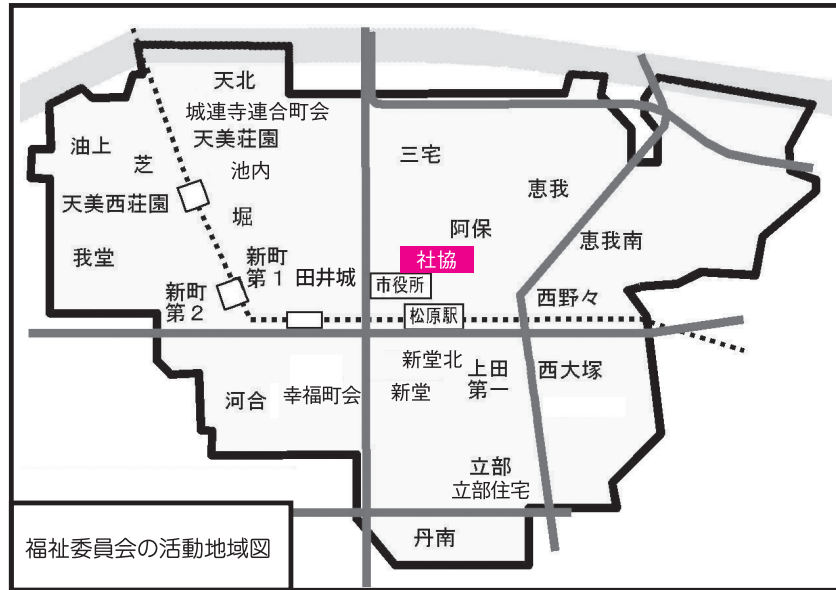 天北
城連寺連合町会
天美荘園
油上
芝
池内
天美西荘園
堀
我堂
新町
第1
田井城
新町
第2
三宅
恵我
阿保
恵我南
社協
市役所
松原駅
西野々
新堂北
上田
第一
西大塚
河合
幸福町会
新堂
立部
立部住宅
丹南
福祉委員会の活動地域図